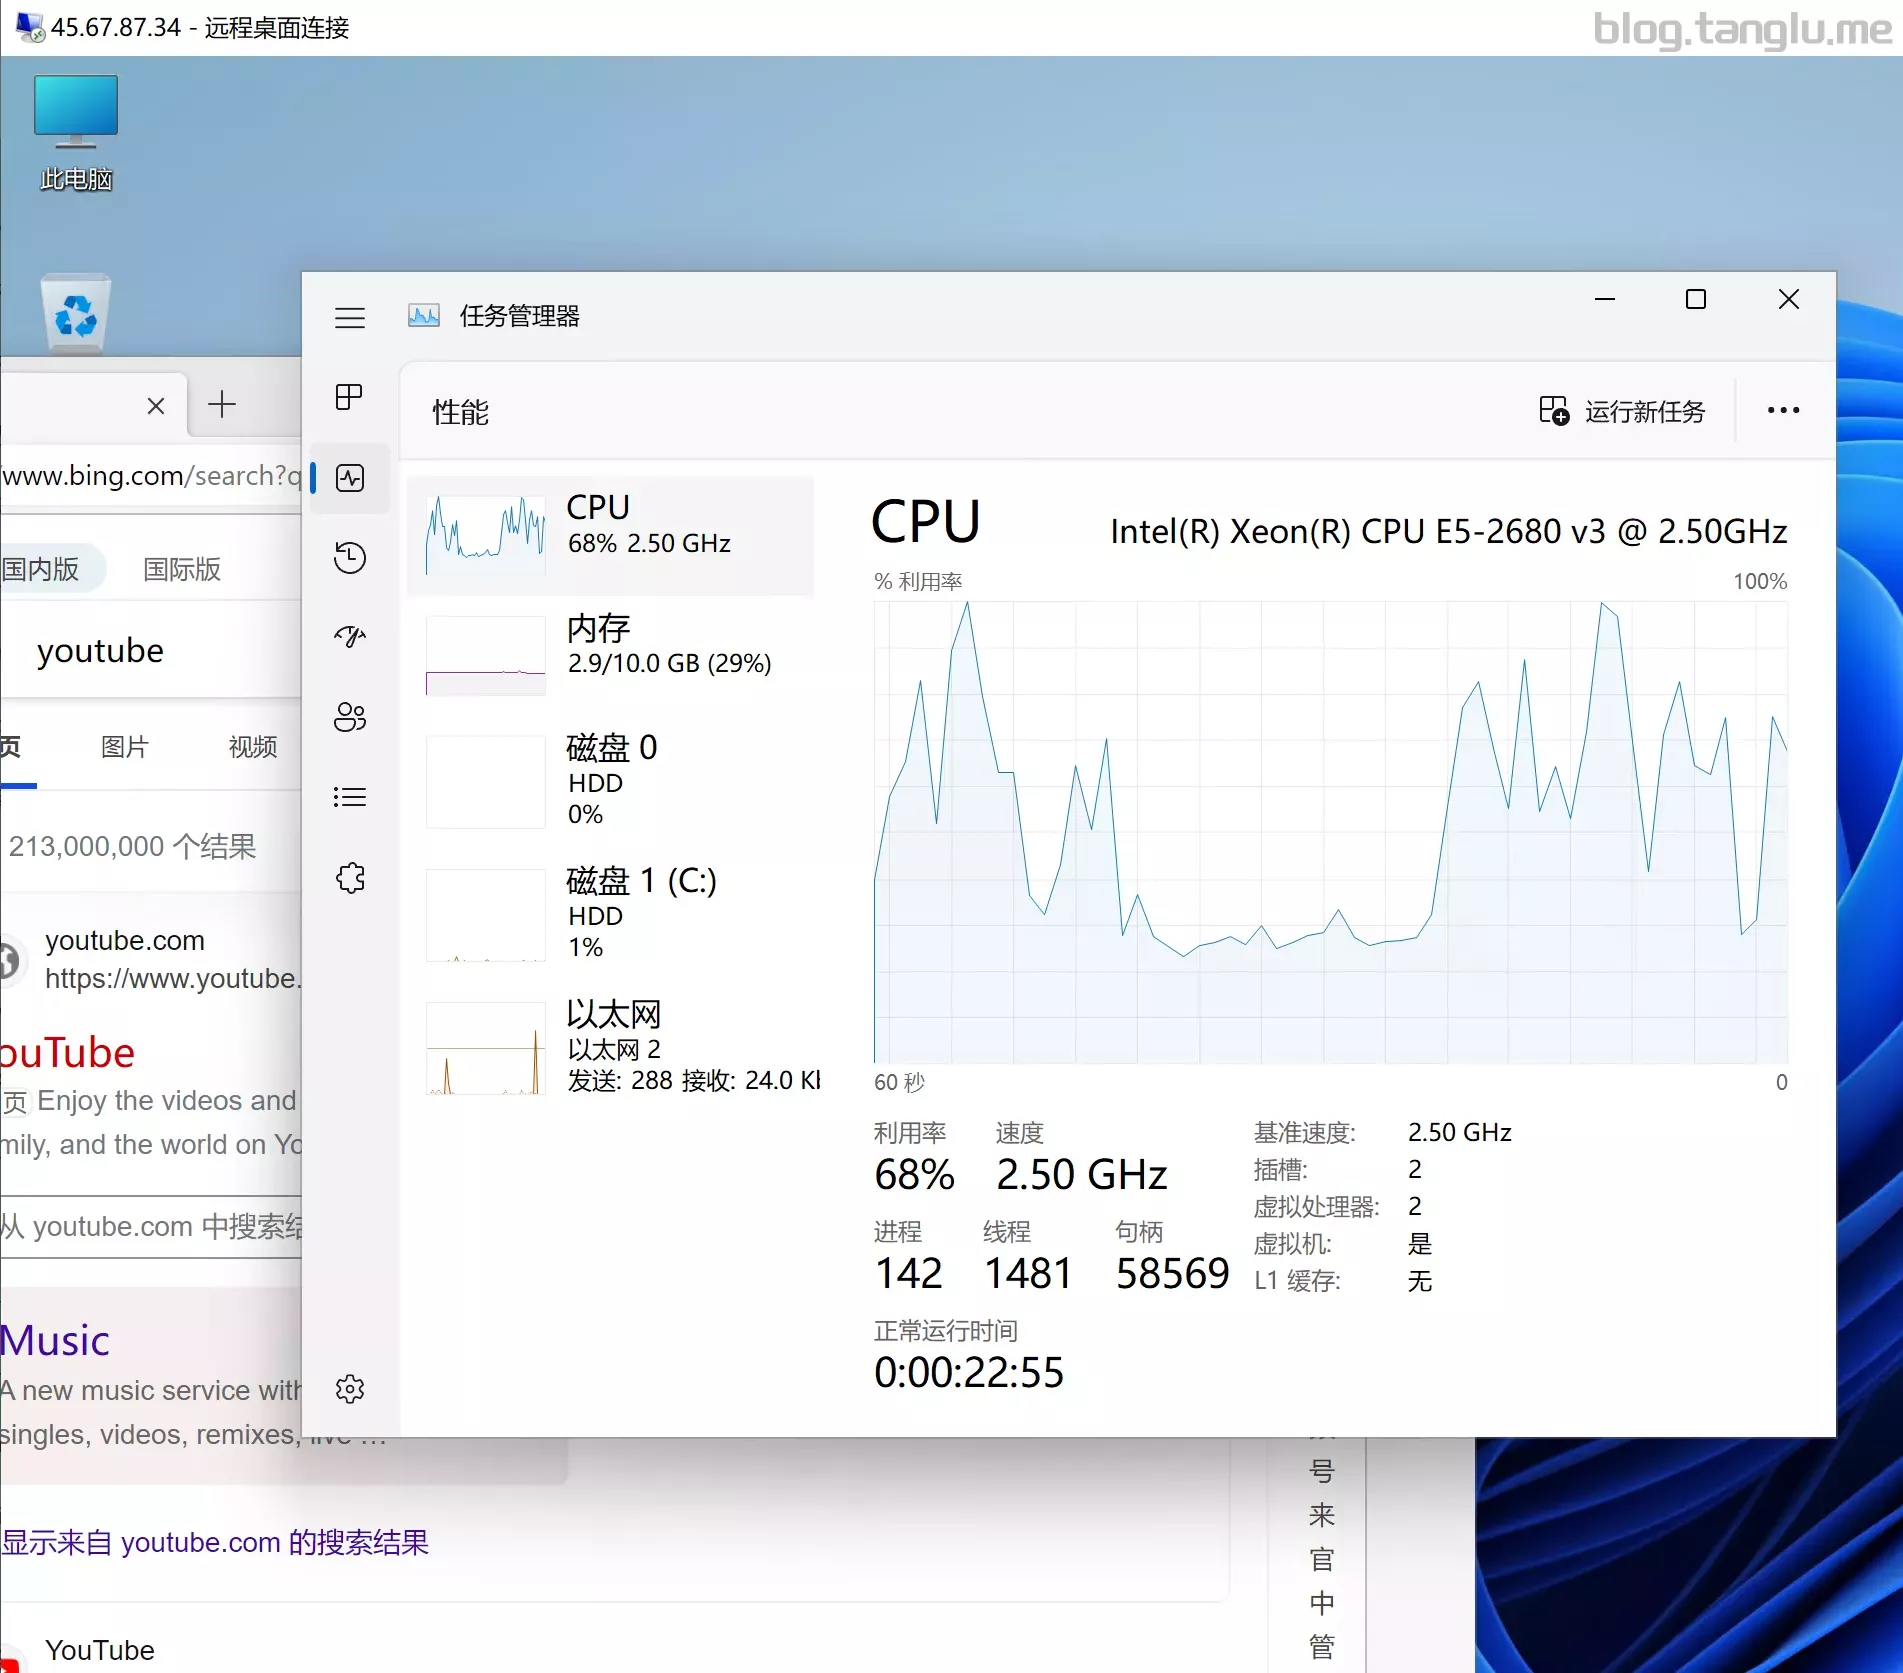 45.67.87.34 - 远程桌面连接
blog.tanglu.me
此电脑
www.bing.com/search?q
国内版 国际版
youtube
页 图片 视频
213,000,000 个结果
youtube.com
https://www.youtube.
ouTube
页 Enjoy the videos and
mily, and the world on Yo
从 youtube.com 中搜索结
Music
A new music service with
singles, videos, remixes, live ...
显示来自 youtube.com 的搜索结果
YouTube
任务管理器
性能
运行新任务
CPU
68% 2.50 GHz
内存
2.9/10.0 GB (29%)
磁盘 0
HDD
0%
磁盘 1 (C:)
HDD
1%
以太网
以太网 2
发送: 288 接收: 24.0 Kl
CPU
Intel(R) Xeon(R) CPU E5-2680 v3 @ 2.50GHz
% 利用率
100%
60 秒
0
利用率 速度
68% 2.50 GHz
进程 线程 句柄
142 1481 58569
正常运行时间
0:00:22:55
基准速度: 2.50 GHz
插槽: 2
虚拟处理器: 2
虚拟机: 是
L1 缓存: 无
号
来
官
中
管